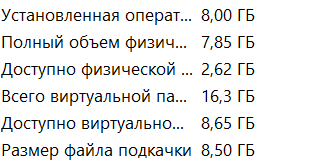 Установленная операт... 8,00 ГБ
Полный объем физич... 7,85 ГБ
Доступно физической ... 2,62 ГБ
Всего виртуальной па... 16,3 ГБ
Доступно виртуально... 8,65 ГБ
Размер файла подкачки 8,50 ГБ